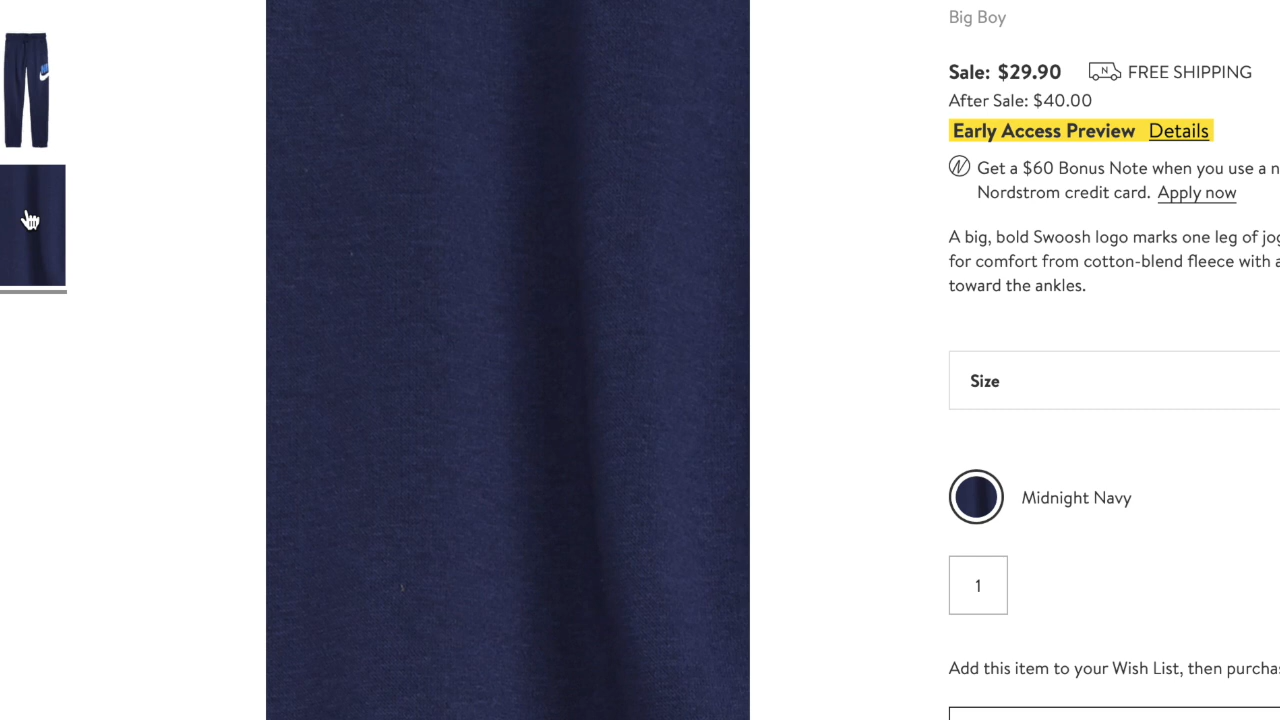 Big Boy
Sale: $29.90 FREE SHIPPING
After Sale: $40.00
Early Access Preview Details
Get a $60 Bonus Note when you use a
Nordstrom credit card. Apply now
A big, bold Swoosh logo marks one leg of
for comfort from cotton-blend fleece with
toward the ankles.
Size
Midnight Navy
1
Add this item to your Wish List, then